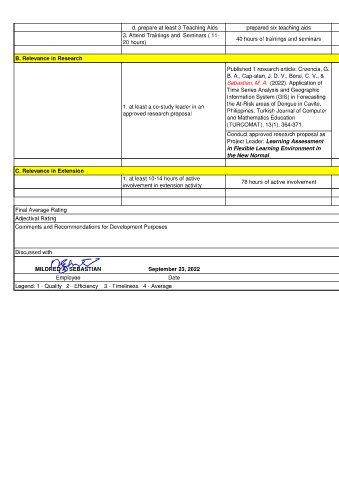 d. prepare at least 3 Teaching Aids
prepared six teaching aids
3. Attend Trainings and Seminars ( 11-
20 hours)
40 hours of trainings and seminars
B. Relevance in Research
1. at least a co-study leader in an
approved research proposal
Published 1 research article: Creencia, G.
B. A., Cap-atan, J. D. V., Borsi, C. V., &
Sebastian, M. A. (2022). Application of
Time Series Analysis and Geographic
Information System (GIS) in Forecasting
the At-Risk areas of Dengue in Cavite,
Philippines. Turkish Journal of Computer
and Mathematics Education
(TURCOMAT), 13(1), 364-371.
Conduct approved research proposal as
Project Leader: Learning Assessment
in Flexible Learning Environment in
the New Normal
C. Relevance in Extension
1. at least 10-14 hours of active
involvement in extension activity
78 hours of active involvement
Final Average Rating
Adjectival Rating
Comments and Recommendations for Development Purposes
Discussed with
MILDRED A. SEBASTIAN
September 23, 2022
Employee
Date
Legend: 1 - Quality 2 - Efficiency 3 - Timeliness 4 - Average